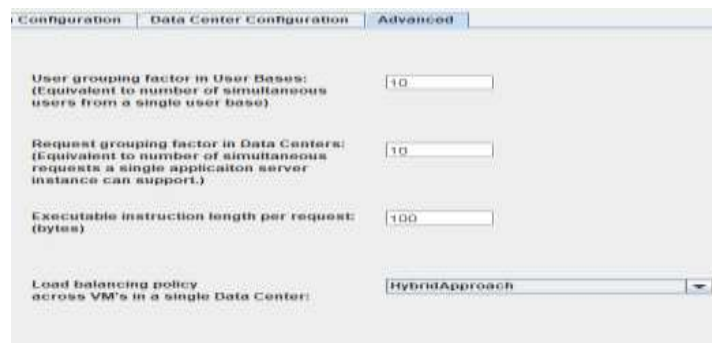 Configuration Data Center Configuration Advanced
User grouping factor in User Bases:
(Equivalent to number of simultaneous
users from a single user base)
10
Request grouping factor in Data Centers:
(Equivalent to number of simultaneous
requests a single applicaiton server
instance can support.)
10
Executable instruction length per request:
(bytes)
100
Load balancing policy
across VM's in a single Data Center:
HybridApproach